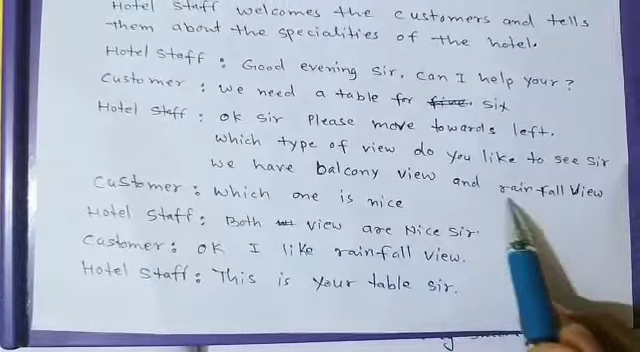 Hotel staff welcomes the customers and tells
them about the specialities of the hotel.
Hotel staff : Good evening sir. can I help your?
Customer : we need a table for five. six
Hotel staff : ok sir please move towards left.
which type of view do you like to see sir
we have balcony view and rain-fall view
Customer : which one is nice
Hotel staff : Both view are Nice sir.
Customer : ok I like rain-fall view.
Hotel staff : This is your table sir.